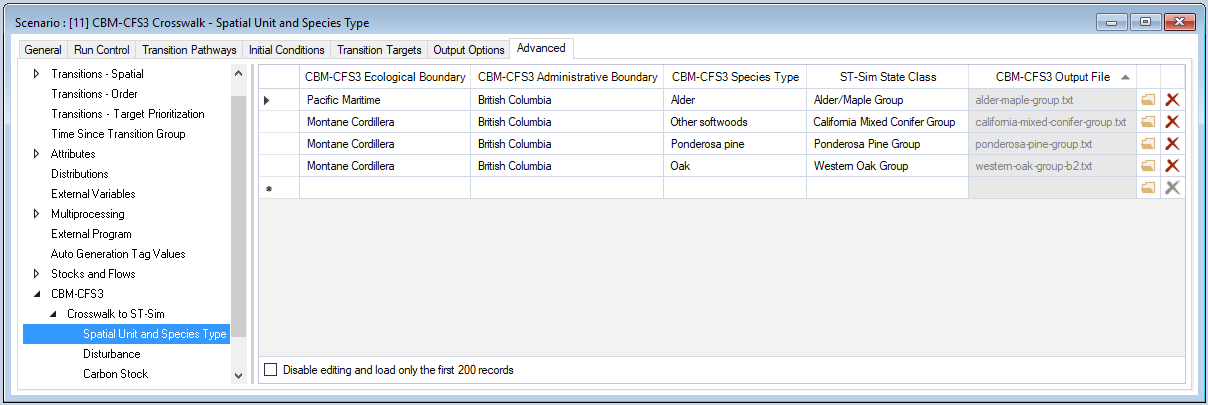 Scenario : [11] CBM-CFS3 Crosswalk - Spatial Unit and Species Type
General Run Control Transition Pathways Initial Conditions Transition Targets Output Options Advanced
Transitions - Spatial
Transitions - Order
Transitions - Target Prioritization
Time Since Transition Group
Attributes
Distributions
External Variables
Multiprocessing
External Program
Auto Generation Tag Values
Stocks and Flows
CBM-CFS3
Crosswalk to ST-Sim
Spatial Unit and Species Type
Disturbance
Carbon Stock
CBM-CFS3 Ecological Boundary CBM-CFS3 Administrative Boundary CBM-CFS3 Species Type ST-Sim State Class CBM-CFS3 Output File
Pacific Maritime British Columbia Alder Alder/Maple Group alder-maple-group.txt
Montane Cordillera British Columbia Other softwoods California Mixed Conifer Group california-mixed-conifer-group.txt
Montane Cordillera British Columbia Ponderosa pine Ponderosa Pine Group ponderosa-pine-group.txt
Montane Cordillera British Columbia Oak Western Oak Group western-oak-group-b2.txt
Disable editing and load only the first 200 records